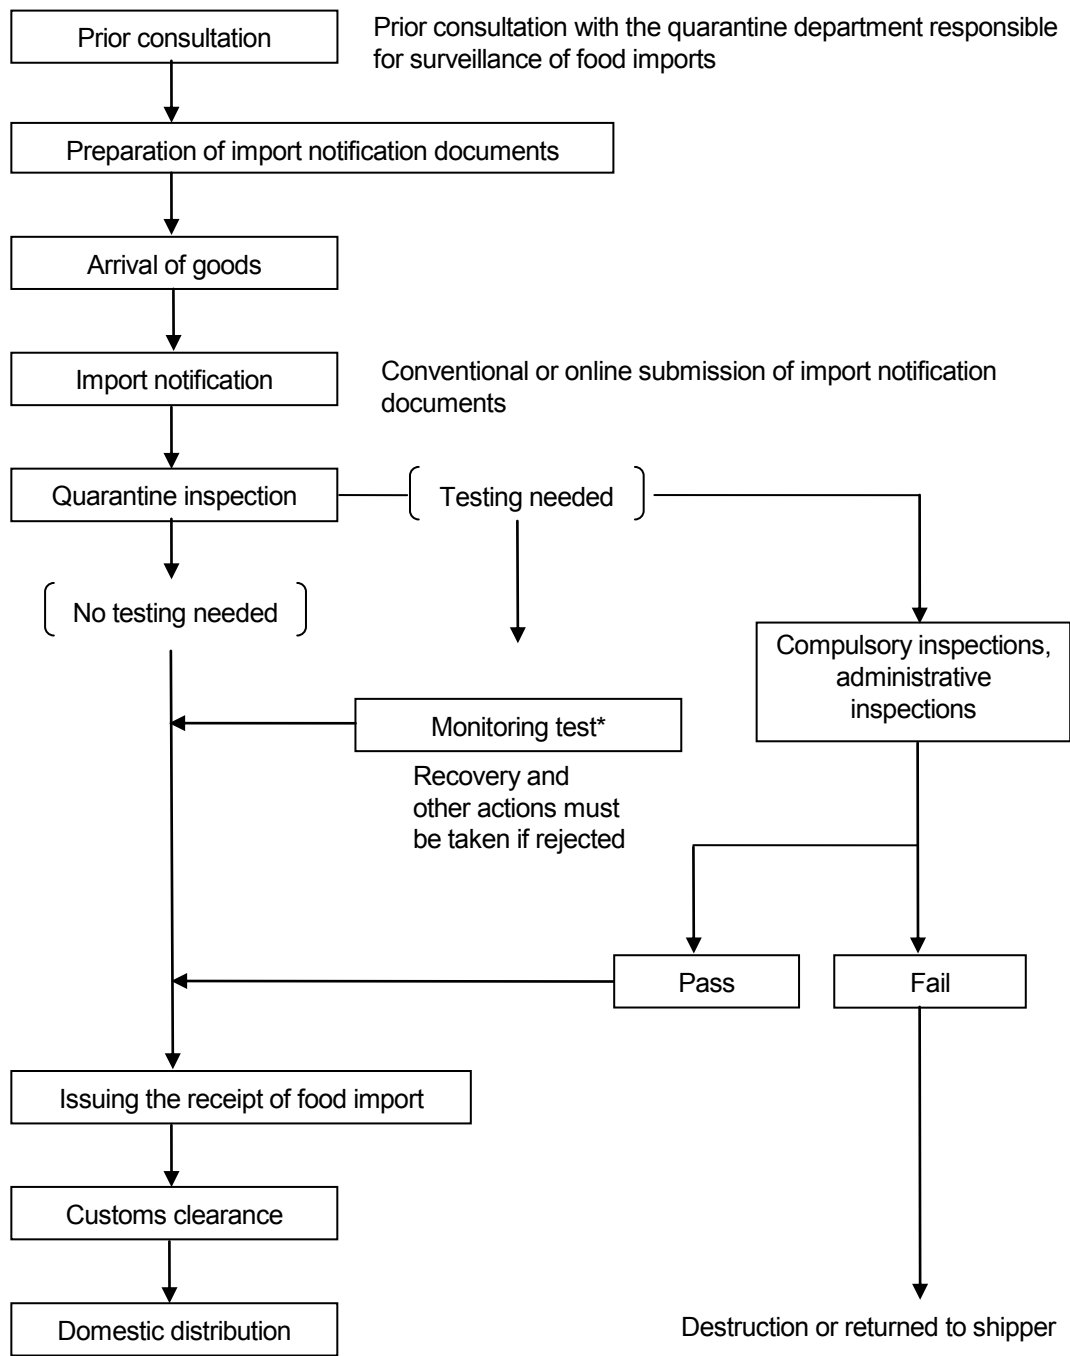 Prior consultation
Prior consultation with the quarantine department responsible
for surveillance of food imports
Preparation of import notification documents
Arrival of goods
Import notification
Conventional or online submission of import notification
documents
Quarantine inspection
Testing needed
No testing needed
Compulsory inspections,
administrative
inspections
Monitoring test*
Recovery and
other actions must
be taken if rejected
Pass
Fail
Issuing the receipt of food import
Customs clearance
Domestic distribution
Destruction or returned to shipper